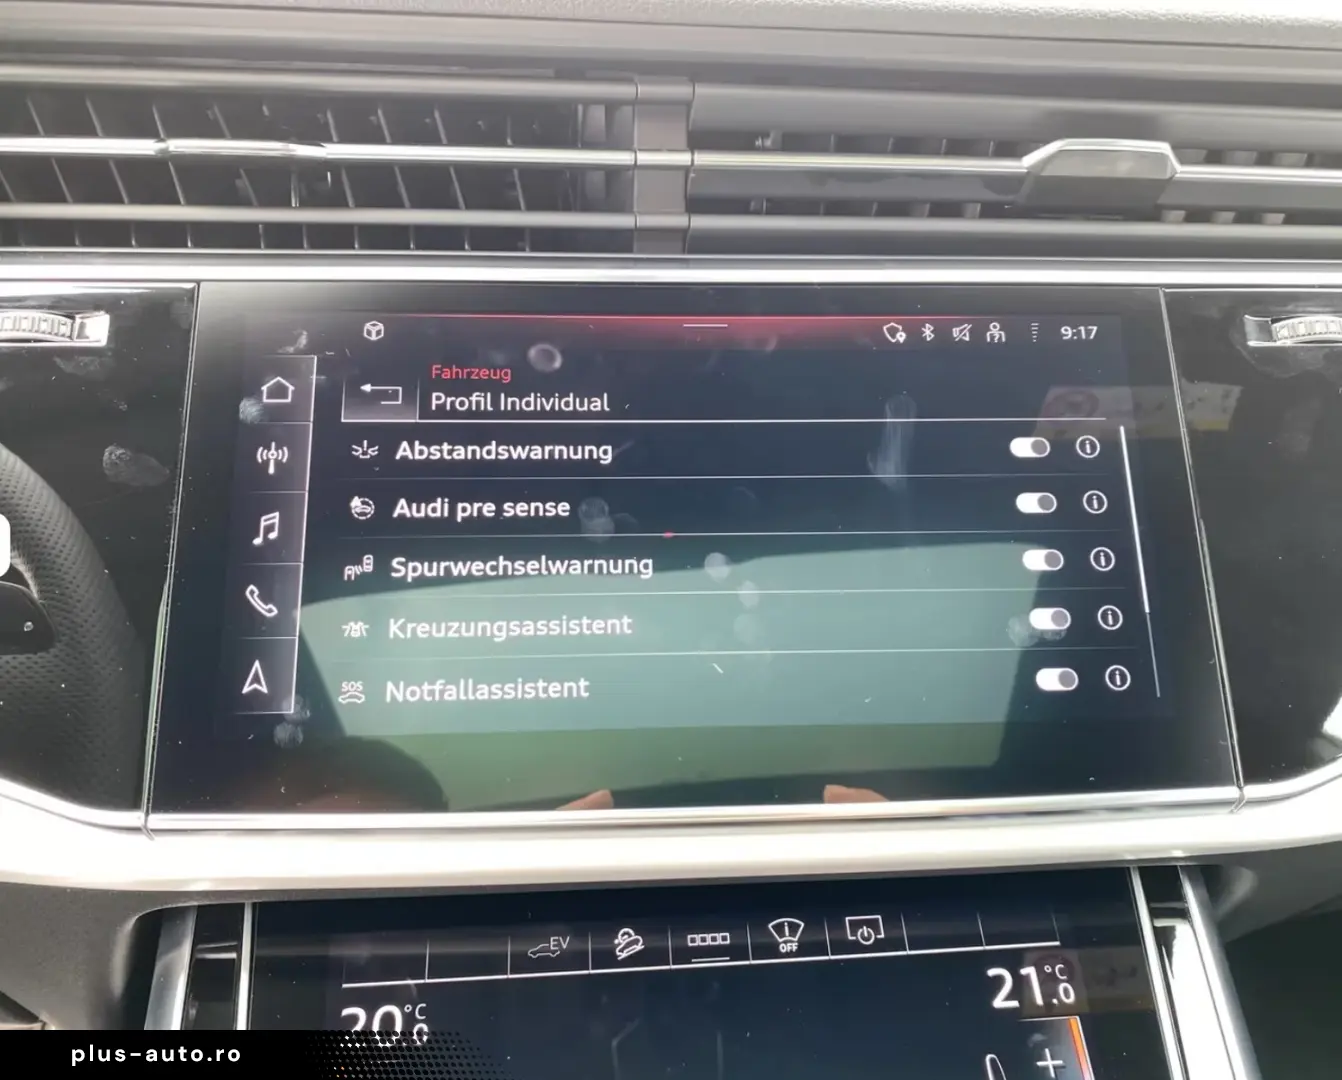 9:17
Fahrzeug
Profil Individual
Abstandswarnung
Audi pre sense
Spurwechselwarnung
Kreuzungsassistent
SOS
Notfallassistent
EV
OFF
20°C
21.0°C
plus-auto.ro